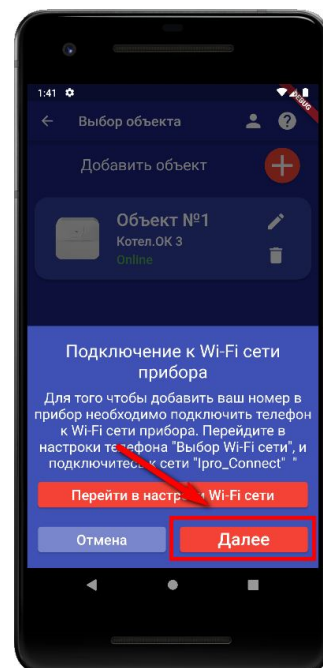 1:41
DEBUG
Выбор объекта
Добавить объект
Объект №1
Котел.ОК 3
Online
Подключение к Wi-Fi сети
прибора
Для того чтобы добавить ваш номер в
прибор необходимо подключить телефон
к Wi-Fi сети прибора. Перейдите в
настройки телефона "Выбор Wi-Fi сети", и
подключитесь к сети "Ipro_Connect" "
Перейти в настройки Wi-Fi сети
Отмена
Далее